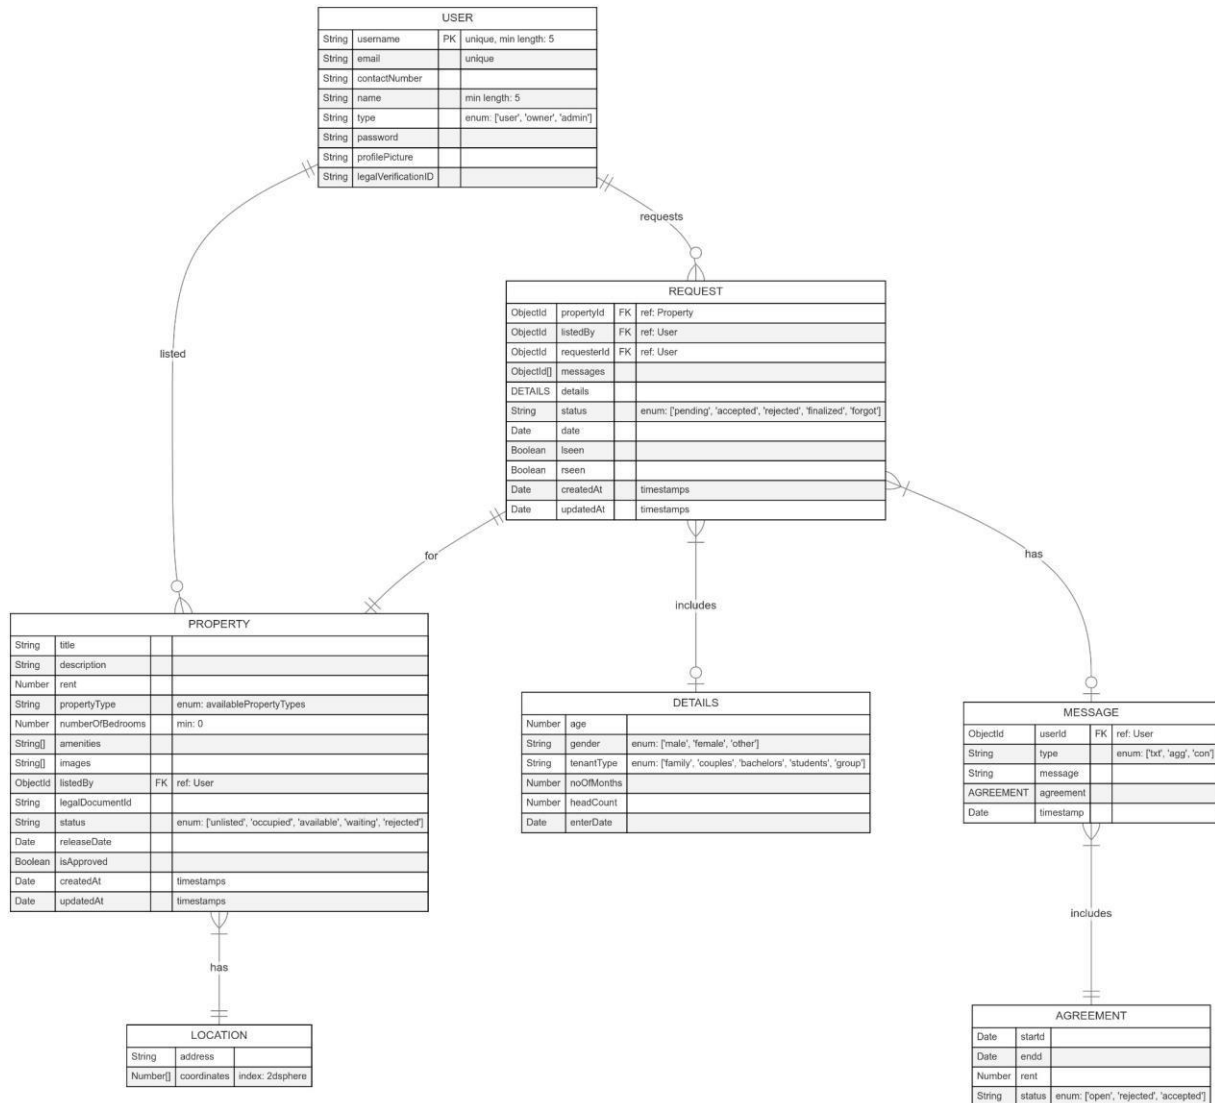 USER
String username PK unique, min length: 5
String email unique
String contactNumber
String name min length: 5
String type enum: ['user', 'owner', 'admin']
String password
String profilePicture
String legalVerificationID
requests
listed
REQUEST
ObjectId propertyId FK ref: Property
ObjectId listedBy FK ref: User
ObjectId requesterId FK ref: User
ObjectId[] messages
DETAILS details
String status enum: ['pending', 'accepted', 'rejected', 'finalized', 'forgot']
Date date
Boolean lseen
Boolean rseen
Date createdAt timestamps
Date updatedAt timestamps
for
includes
has
PROPERTY
String title
String description
Number rent
String propertyType enum: availablePropertyTypes
Number numberOfBedrooms min: 0
String[] amenities
String[] images
ObjectId listedBy FK ref: User
String legalDocumentId
String status enum: ['unlisted', 'occupied', 'available', 'waiting', 'rejected']
Date releaseDate
Boolean isApproved
Date createdAt timestamps
Date updatedAt timestamps
DETAILS
Number age
String gender enum: ['male', 'female', 'other']
String tenantType enum: ['family', 'couples', 'bachelors', 'students', 'group']
Number noOfMonths
Number headCount
Date enterDate
MESSAGE
ObjectId userId FK ref: User
String type enum: ['txt', 'agg', 'con']
String message
AGREEMENT agreement
Date timestamp
has
includes
LOCATION
String address
Number[] coordinates index: 2dsphere
AGREEMENT
Date startd
Date endd
Number rent
String status enum: ['open', 'rejected', 'accepted']